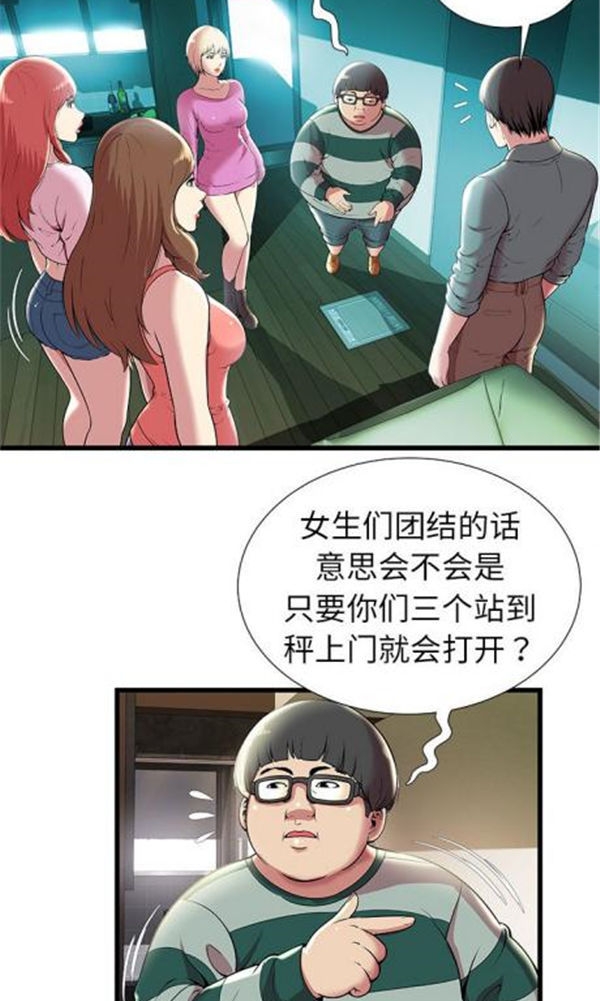 女生们团结的话
意思会不会是
只要你们三个站到
秤上门就会打开？